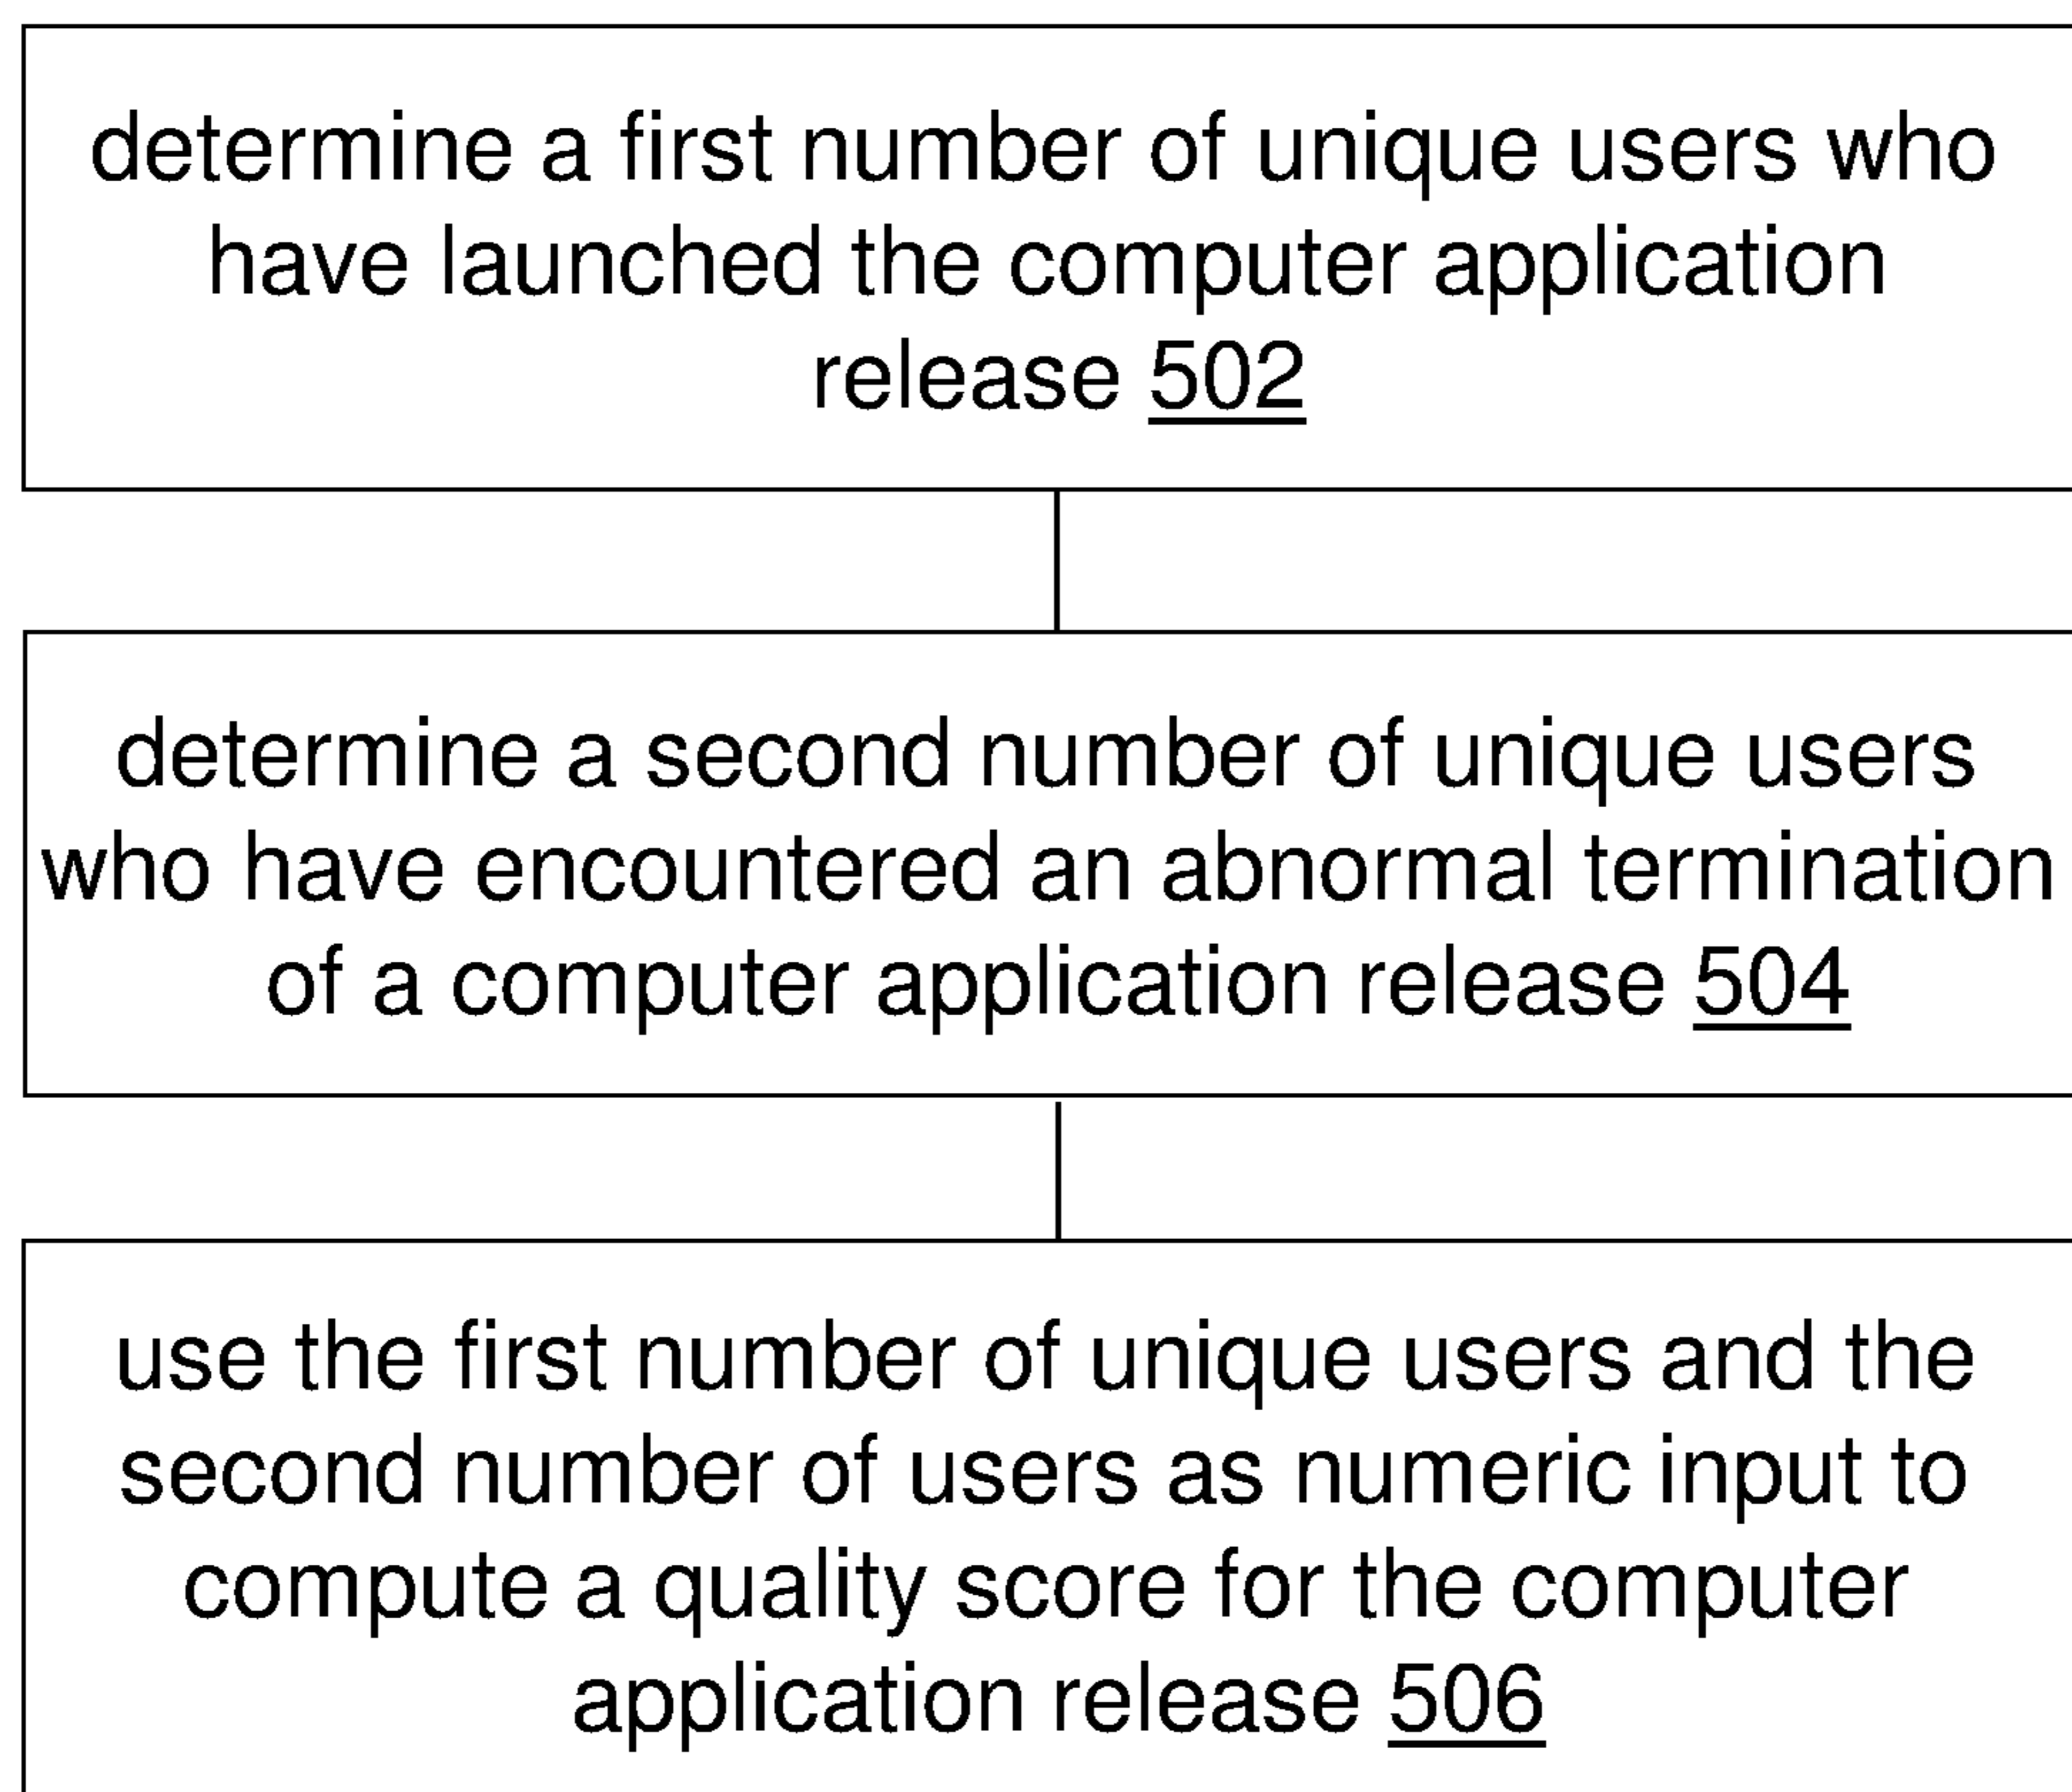 determine a first number of unique users who
have launched the computer application
release 502
determine a second number of unique users
who have encountered an abnormal termination
of a computer application release 504
use the first number of unique users and the
second number of users as numeric input to
compute a quality score for the computer
application release 506